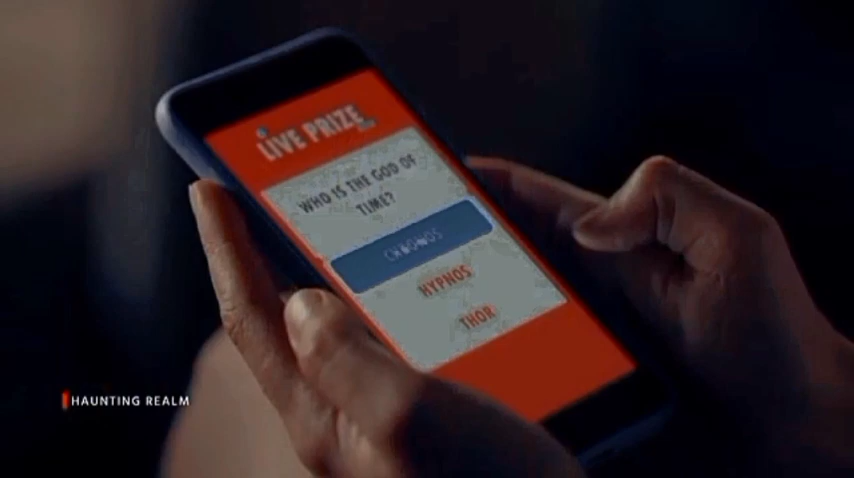 LIVE PRIZE
WHO IS THE GOD OF
TIME?
CHRONOS
HYPNOS
THOR
HAUNTING REALM